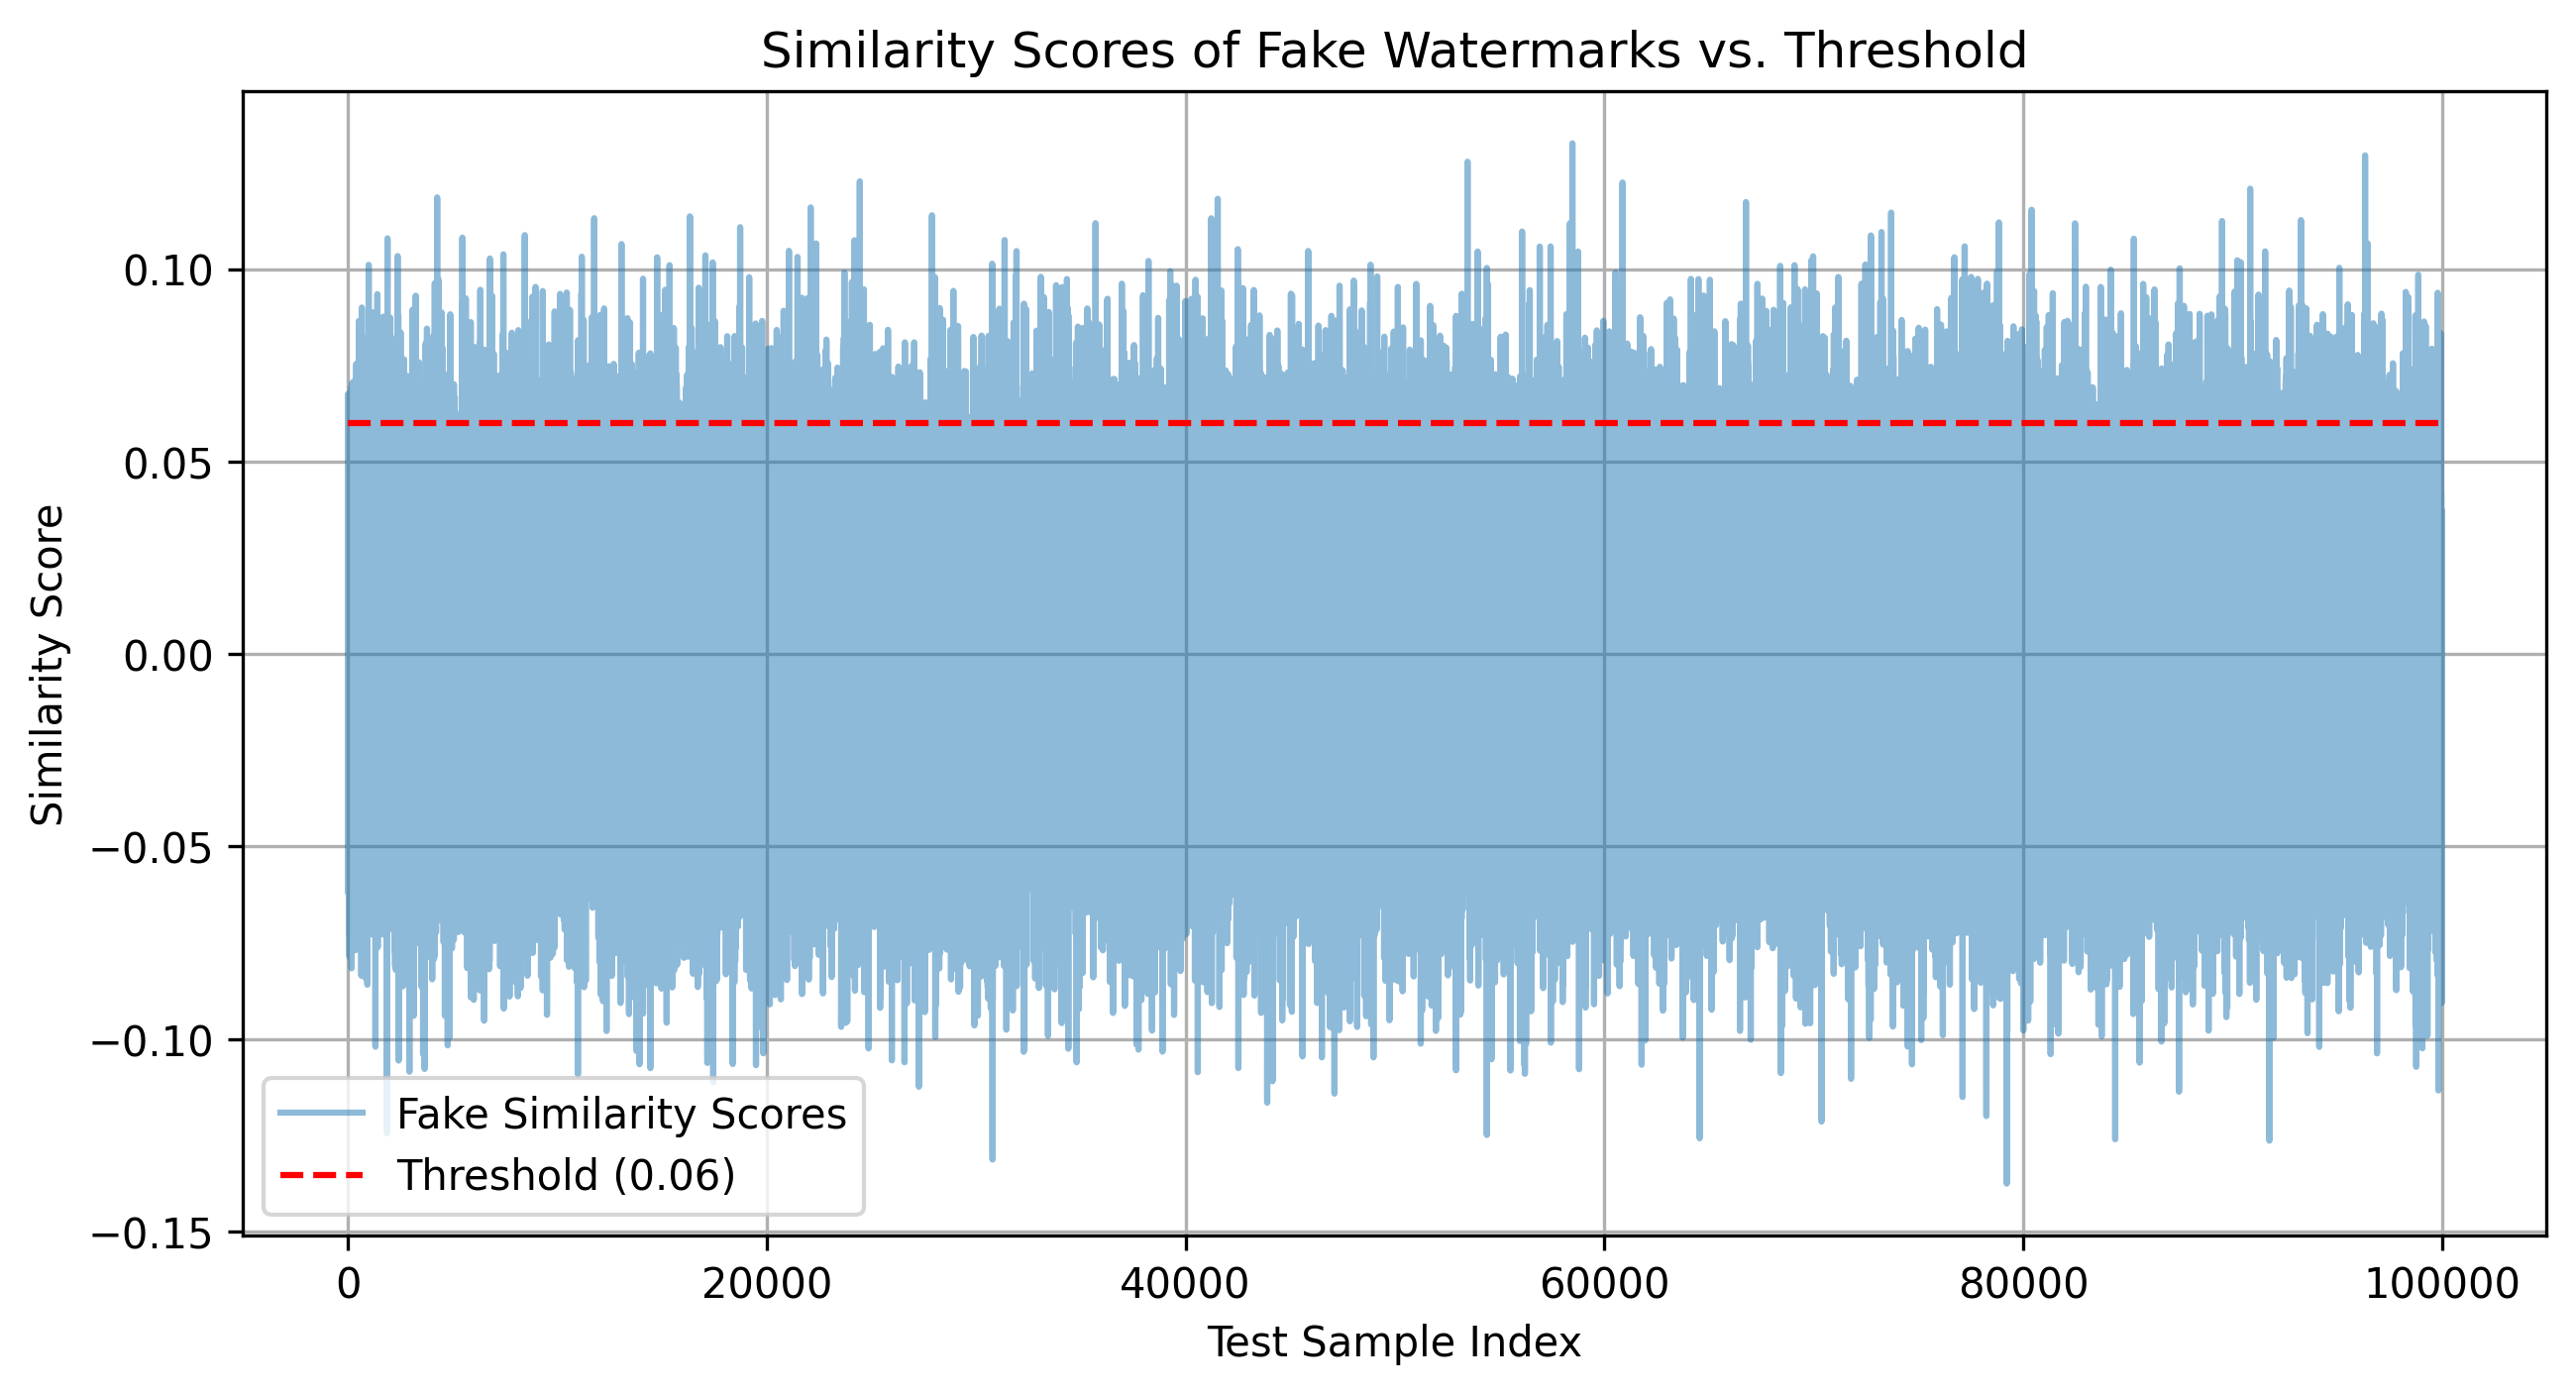 Similarity Scores of Fake Watermarks vs. Threshold
Similarity Score
0.10
0.05
0.00
−0.05
−0.10
−0.15
Fake Similarity Scores
Threshold (0.06)
0
20000
40000
60000
80000
100000
Test Sample Index